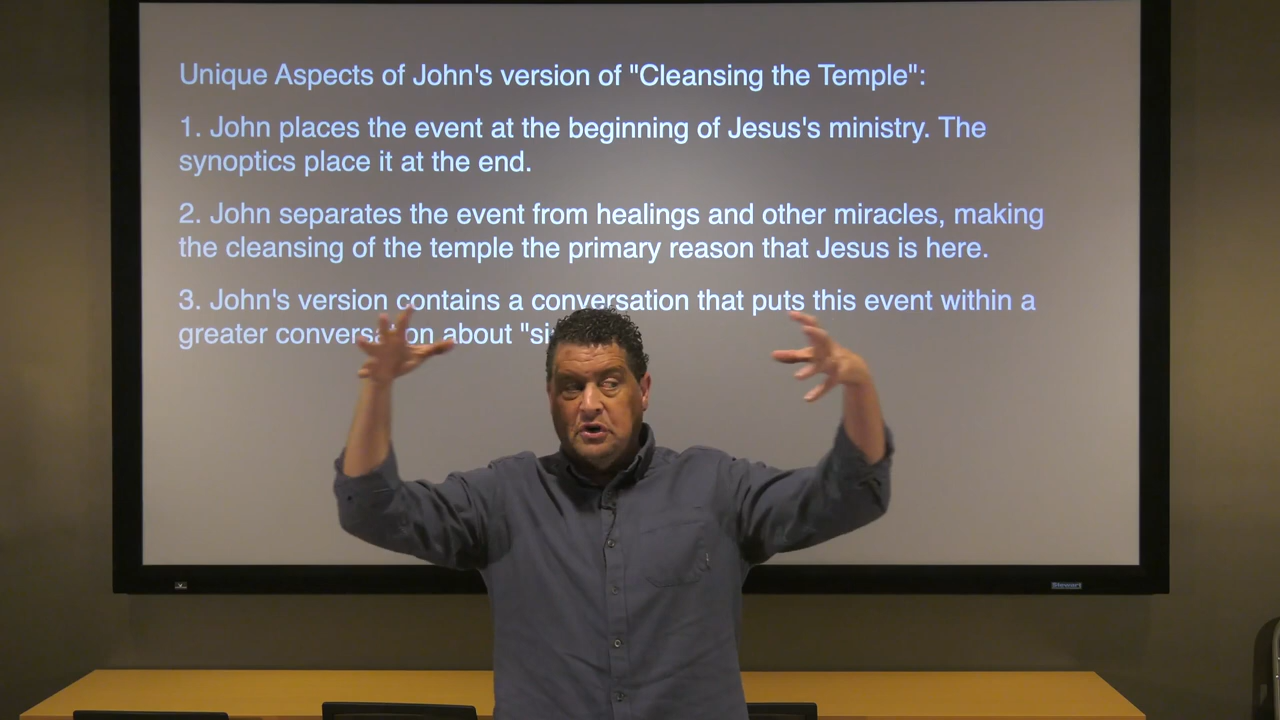 Unique Aspects of John's version of "Cleansing the Temple":
1. John places the event at the beginning of Jesus's ministry. The
synoptics place it at the end.
2. John separates the event from healings and other miracles, making
the cleansing of the temple the primary reason that Jesus is here.
3. John's version contains a conversation that puts this event within a
greater conversation about
Stewart